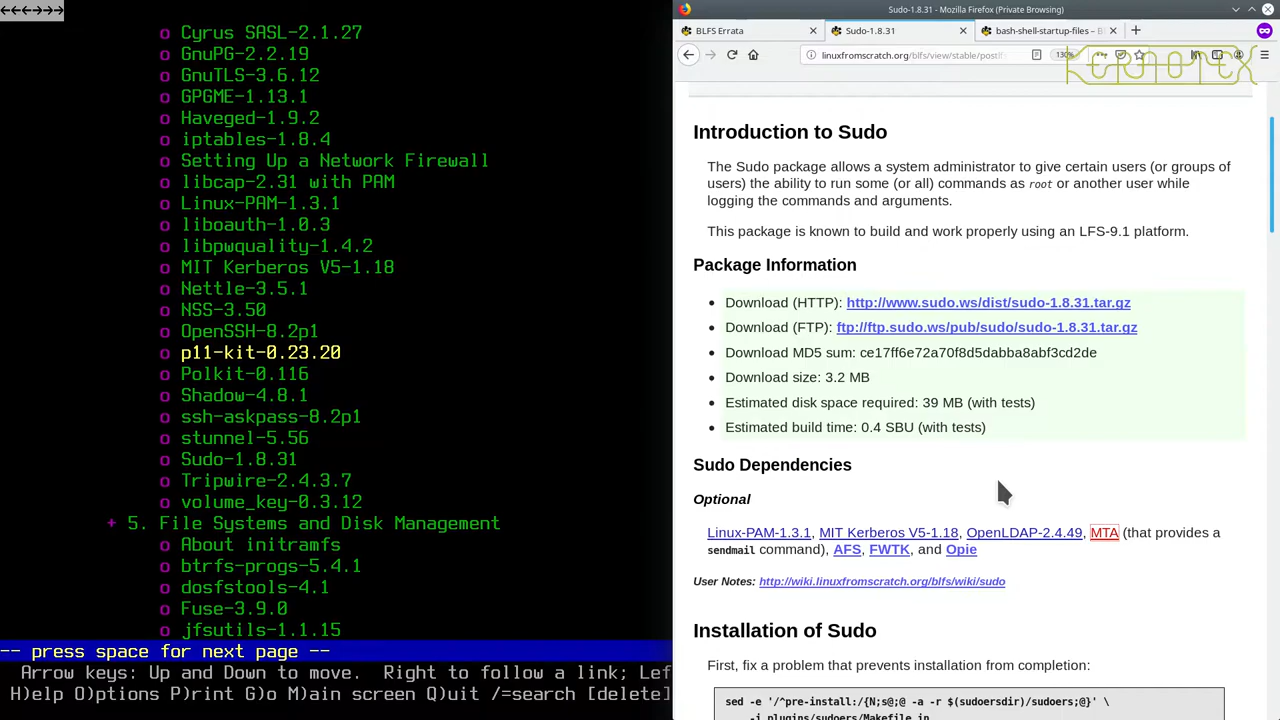 ←←←→→→
o Cyrus SASL-2.1.27
o GnuPG-2.2.19
o GnuTLS-3.6.12
o GPGME-1.13.1
o Haveged-1.9.2
o iptables-1.8.4
o Setting Up a Network Firewall
o libcap-2.31 with PAM
o Linux-PAM-1.3.1
o liboauth-1.0.3
o libpwquality-1.4.2
o MIT Kerberos V5-1.18
o Nettle-3.5.1
o NSS-3.50
o OpenSSH-8.2p1
o p11-kit-0.23.20
o Polkit-0.116
o Shadow-4.8.1
o ssh-askpass-8.2p1
o stunnel-5.56
o Sudo-1.8.31
o Tripwire-2.4.3.7
o volume_key-0.3.12
+ 5. File Systems and Disk Management
o About initramfs
o btrfs-progs-5.4.1
o dosfstools-4.1
o Fuse-3.9.0
o jfsutils-1.1.15
-- press space for next page --
Arrow keys: Up and Down to move. Right to follow a link; Lef
H)elp O)ptions P)rint G)o M)ain screen Q)uit /=search [delete]
Sudo-1.8.31 - Mozilla Firefox (Private Browsing)
BLFS Errata
Sudo-1.8.31
bash-shell-startup-files – B
linuxfromscratch.org/blfs/view/stable/postlf
130%
Kernotex
Introduction to Sudo
The Sudo package allows a system administrator to give certain users (or groups of
users) the ability to run some (or all) commands as root or another user while
logging the commands and arguments.
This package is known to build and work properly using an LFS-9.1 platform.
Package Information
• Download (HTTP): http://www.sudo.ws/dist/sudo-1.8.31.tar.gz
• Download (FTP): ftp://ftp.sudo.ws/pub/sudo/sudo-1.8.31.tar.gz
• Download MD5 sum: ce17ff6e72a70f8d5dabba8abf3cd2de
• Download size: 3.2 MB
• Estimated disk space required: 39 MB (with tests)
• Estimated build time: 0.4 SBU (with tests)
Sudo Dependencies
Optional
Linux-PAM-1.3.1, MIT Kerberos V5-1.18, OpenLDAP-2.4.49, MTA (that provides a
sendmail command), AFS, FWTK, and Opie
User Notes: http://wiki.linuxfromscratch.org/blfs/wiki/sudo
Installation of Sudo
First, fix a problem that prevents installation from completion:
sed -e '/^pre-install:/{N;s@;@ -a -r $(sudoersdir)/sudoers;@}' \
-i plugins/sudoers/Makefile.in